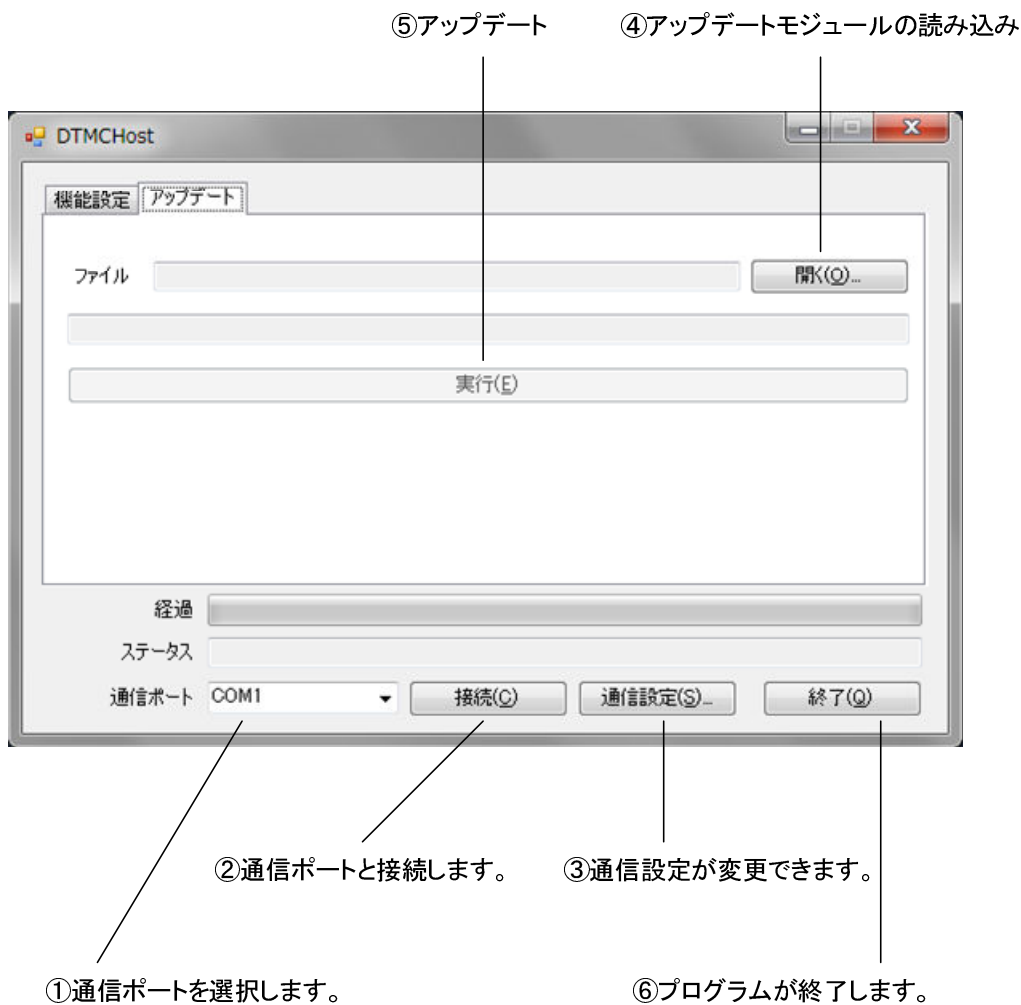 ⑤アップデート ④アップデートモジュールの読み込み
DTMCHost
機能設定 アップデート
ファイル 開く(O)...
実行(E)
経過
ステータス
通信ポート COM1 接続(C) 通信設定(S)... 終了(Q)
②通信ポートと接続します。 ③通信設定が変更できます。
①通信ポートを選択します。 ⑥プログラムが終了します。